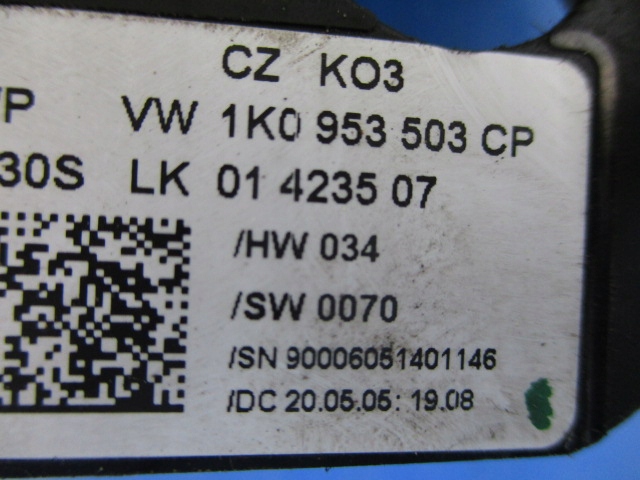 CZ KO3
VP VW 1K0 953 503 CP
30S LK 01 4235 07
/HW 034
/SW 0070
/SN 90006051401146
/DC 20.05.05: 19.08